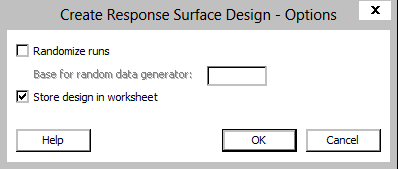 Create Response Surface Design - Options
x
Randomize runs
Base for random data generator:
Store design in worksheet
Help
OK
Cancel